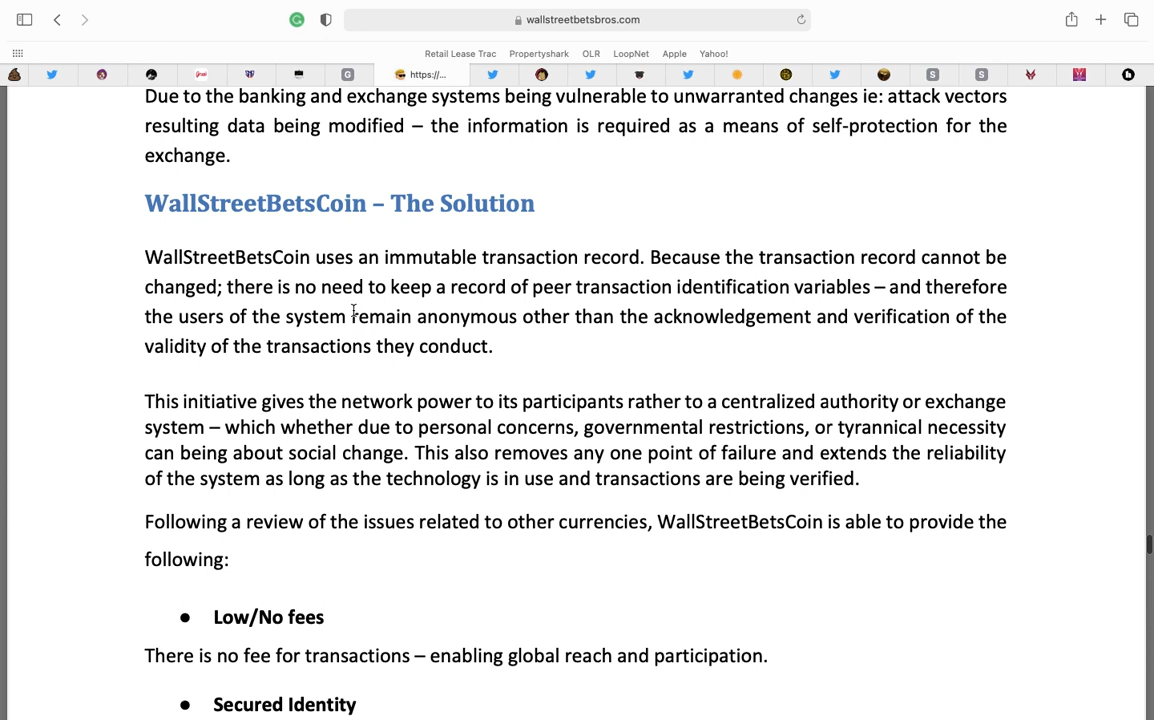 wallstreetbetsbros.com
Retail Lease Trac Propertyshark OLR LoopNet Apple Yahoo!
G https://... S S
Due to the banking and exchange systems being vulnerable to unwarranted changes ie: attack vectors
resulting data being modified – the information is required as a means of self-protection for the
exchange.
WallStreetBetsCoin – The Solution
WallStreetBetsCoin uses an immutable transaction record. Because the transaction record cannot be
changed; there is no need to keep a record of peer transaction identification variables – and therefore
the users of the system remain anonymous other than the acknowledgement and verification of the
validity of the transactions they conduct.
This initiative gives the network power to its participants rather to a centralized authority or exchange
system – which whether due to personal concerns, governmental restrictions, or tyrannical necessity
can being about social change. This also removes any one point of failure and extends the reliability
of the system as long as the technology is in use and transactions are being verified.
Following a review of the issues related to other currencies, WallStreetBetsCoin is able to provide the
following:
● Low/No fees
There is no fee for transactions – enabling global reach and participation.
● Secured Identity